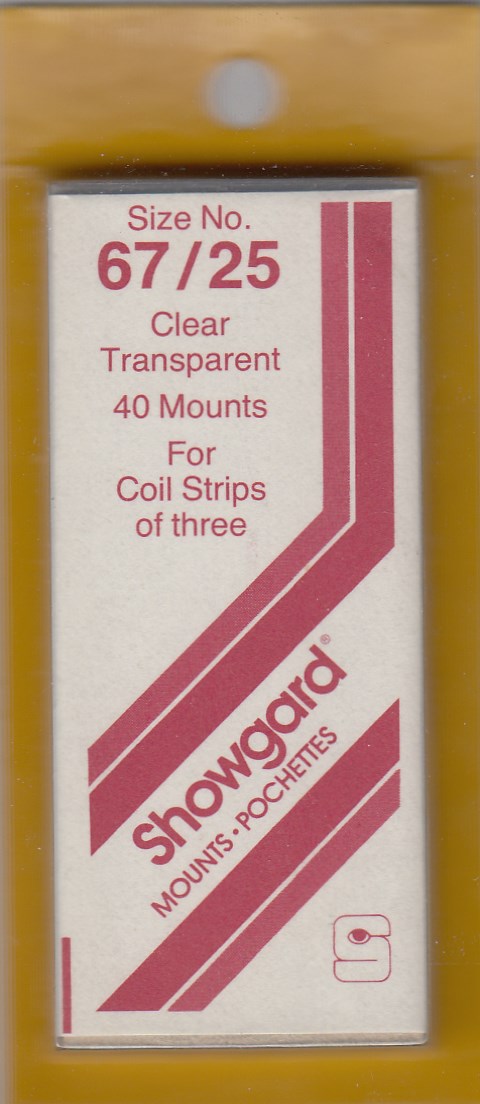 Size No.
67/25
Clear
Transparent
40 Mounts
For
Coil Strips
of three
Showgard®
MOUNTS • POCHETTES